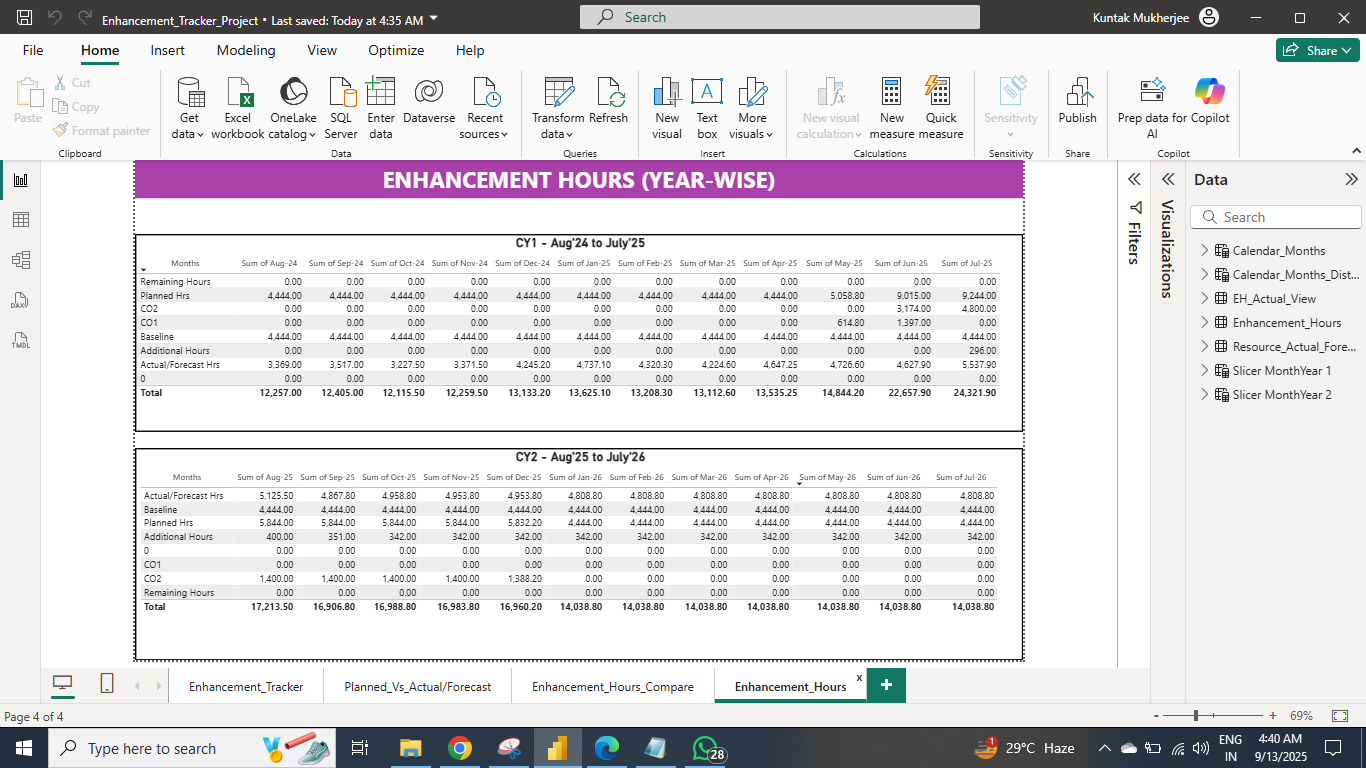 Enhancement_Tracker_Project • Last saved: Today at 4:35 AM
Search
Kuntak Mukherjee
File Home Insert Modeling View Optimize Help
Share
Paste
Cut
Copy
Format painter
Get data
Excel workbook
OneLake catalog
SQL Server
Enter data
Dataverse
Recent sources
Transform data
Refresh
New visual
Text box
More visuals
New visual calculation
New measure
Quick measure
Sensitivity
Publish
Prep data for AI
Copilot
Clipboard Data Queries Insert Calculations Sensitivity Share Copilot
ENHANCEMENT HOURS (YEAR-WISE)
CY1 - Aug'24 to July'25
Months Sum of Aug-24 Sum of Sep-24 Sum of Oct-24 Sum of Nov-24 Sum of Dec-24 Sum of Jan-25 Sum of Feb-25 Sum of Mar-25 Sum of Apr-25 Sum of May-25 Sum of Jun-25 Sum of Jul-25
Remaining Hours 0.00 0.00 0.00 0.00 0.00 0.00 0.00 0.00 0.00 0.00 0.00 0.00
Planned Hrs 4,444.00 4,444.00 4,444.00 4,444.00 4,444.00 4,444.00 4,444.00 4,444.00 4,444.00 5,058.80 9,015.00 9,244.00
CO2 0.00 0.00 0.00 0.00 0.00 0.00 0.00 0.00 0.00 0.00 3,174.00 4,800.00
CO1 0.00 0.00 0.00 0.00 0.00 0.00 0.00 0.00 0.00 614.80 1,397.00 0.00
Baseline 4,444.00 4,444.00 4,444.00 4,444.00 4,444.00 4,444.00 4,444.00 4,444.00 4,444.00 4,444.00 4,444.00 4,444.00
Additional Hours 0.00 0.00 0.00 0.00 0.00 0.00 0.00 0.00 0.00 0.00 0.00 296.00
Actual/Forecast Hrs 3,369.00 3,517.00 3,227.50 3,371.50 4,245.20 4,737.10 4,320.30 4,224.60 4,647.25 4,726.60 4,627.90 5,537.90
0 0.00 0.00 0.00 0.00 0.00 0.00 0.00 0.00 0.00 0.00 0.00 0.00
Total 12,257.00 12,405.00 12,115.50 12,259.50 13,133.20 13,625.10 13,208.30 13,112.60 13,535.25 14,844.20 22,657.90 24,321.90
CY2 - Aug'25 to July'26
Months Sum of Aug-25 Sum of Sep-25 Sum of Oct-25 Sum of Nov-25 Sum of Dec-25 Sum of Jan-26 Sum of Feb-26 Sum of Mar-26 Sum of Apr-26 Sum of May-26 Sum of Jun-26 Sum of Jul-26
Actual/Forecast Hrs 5,125.50 4,867.80 4,958.80 4,953.80 4,953.80 4,808.80 4,808.80 4,808.80 4,808.80 4,808.80 4,808.80 4,808.80
Baseline 4,444.00 4,444.00 4,444.00 4,444.00 4,444.00 4,444.00 4,444.00 4,444.00 4,444.00 4,444.00 4,444.00 4,444.00
Planned Hrs 5,844.00 5,844.00 5,844.00 5,844.00 5,832.20 4,444.00 4,444.00 4,444.00 4,444.00 4,444.00 4,444.00 4,444.00
Additional Hours 400.00 351.00 342.00 342.00 342.00 342.00 342.00 342.00 342.00 342.00 342.00 342.00
0 0.00 0.00 0.00 0.00 0.00 0.00 0.00 0.00 0.00 0.00 0.00 0.00
CO1 0.00 0.00 0.00 0.00 0.00 0.00 0.00 0.00 0.00 0.00 0.00 0.00
CO2 1,400.00 1,400.00 1,400.00 1,400.00 1,388.20 0.00 0.00 0.00 0.00 0.00 0.00 0.00
Remaining Hours 0.00 0.00 0.00 0.00 0.00 0.00 0.00 0.00 0.00 0.00 0.00 0.00
Total 17,213.50 16,906.80 16,988.80 16,983.80 16,960.20 14,038.80 14,038.80 14,038.80 14,038.80 14,038.80 14,038.80 14,038.80
Filters
Visualizations
Data
Search
Calendar_Months
Calendar_Months_Dist...
EH_Actual_View
Enhancement_Hours
Resource_Actual_Fore...
Slicer MonthYear 1
Slicer MonthYear 2
DAX
TMDL
Enhancement_Tracker Planned_Vs_Actual/Forecast Enhancement_Hours_Compare Enhancement_Hours x +
Page 4 of 4
- + 69%
Type here to search
28
1
29°C Haze
ENG
IN
4:40 AM
9/13/2025